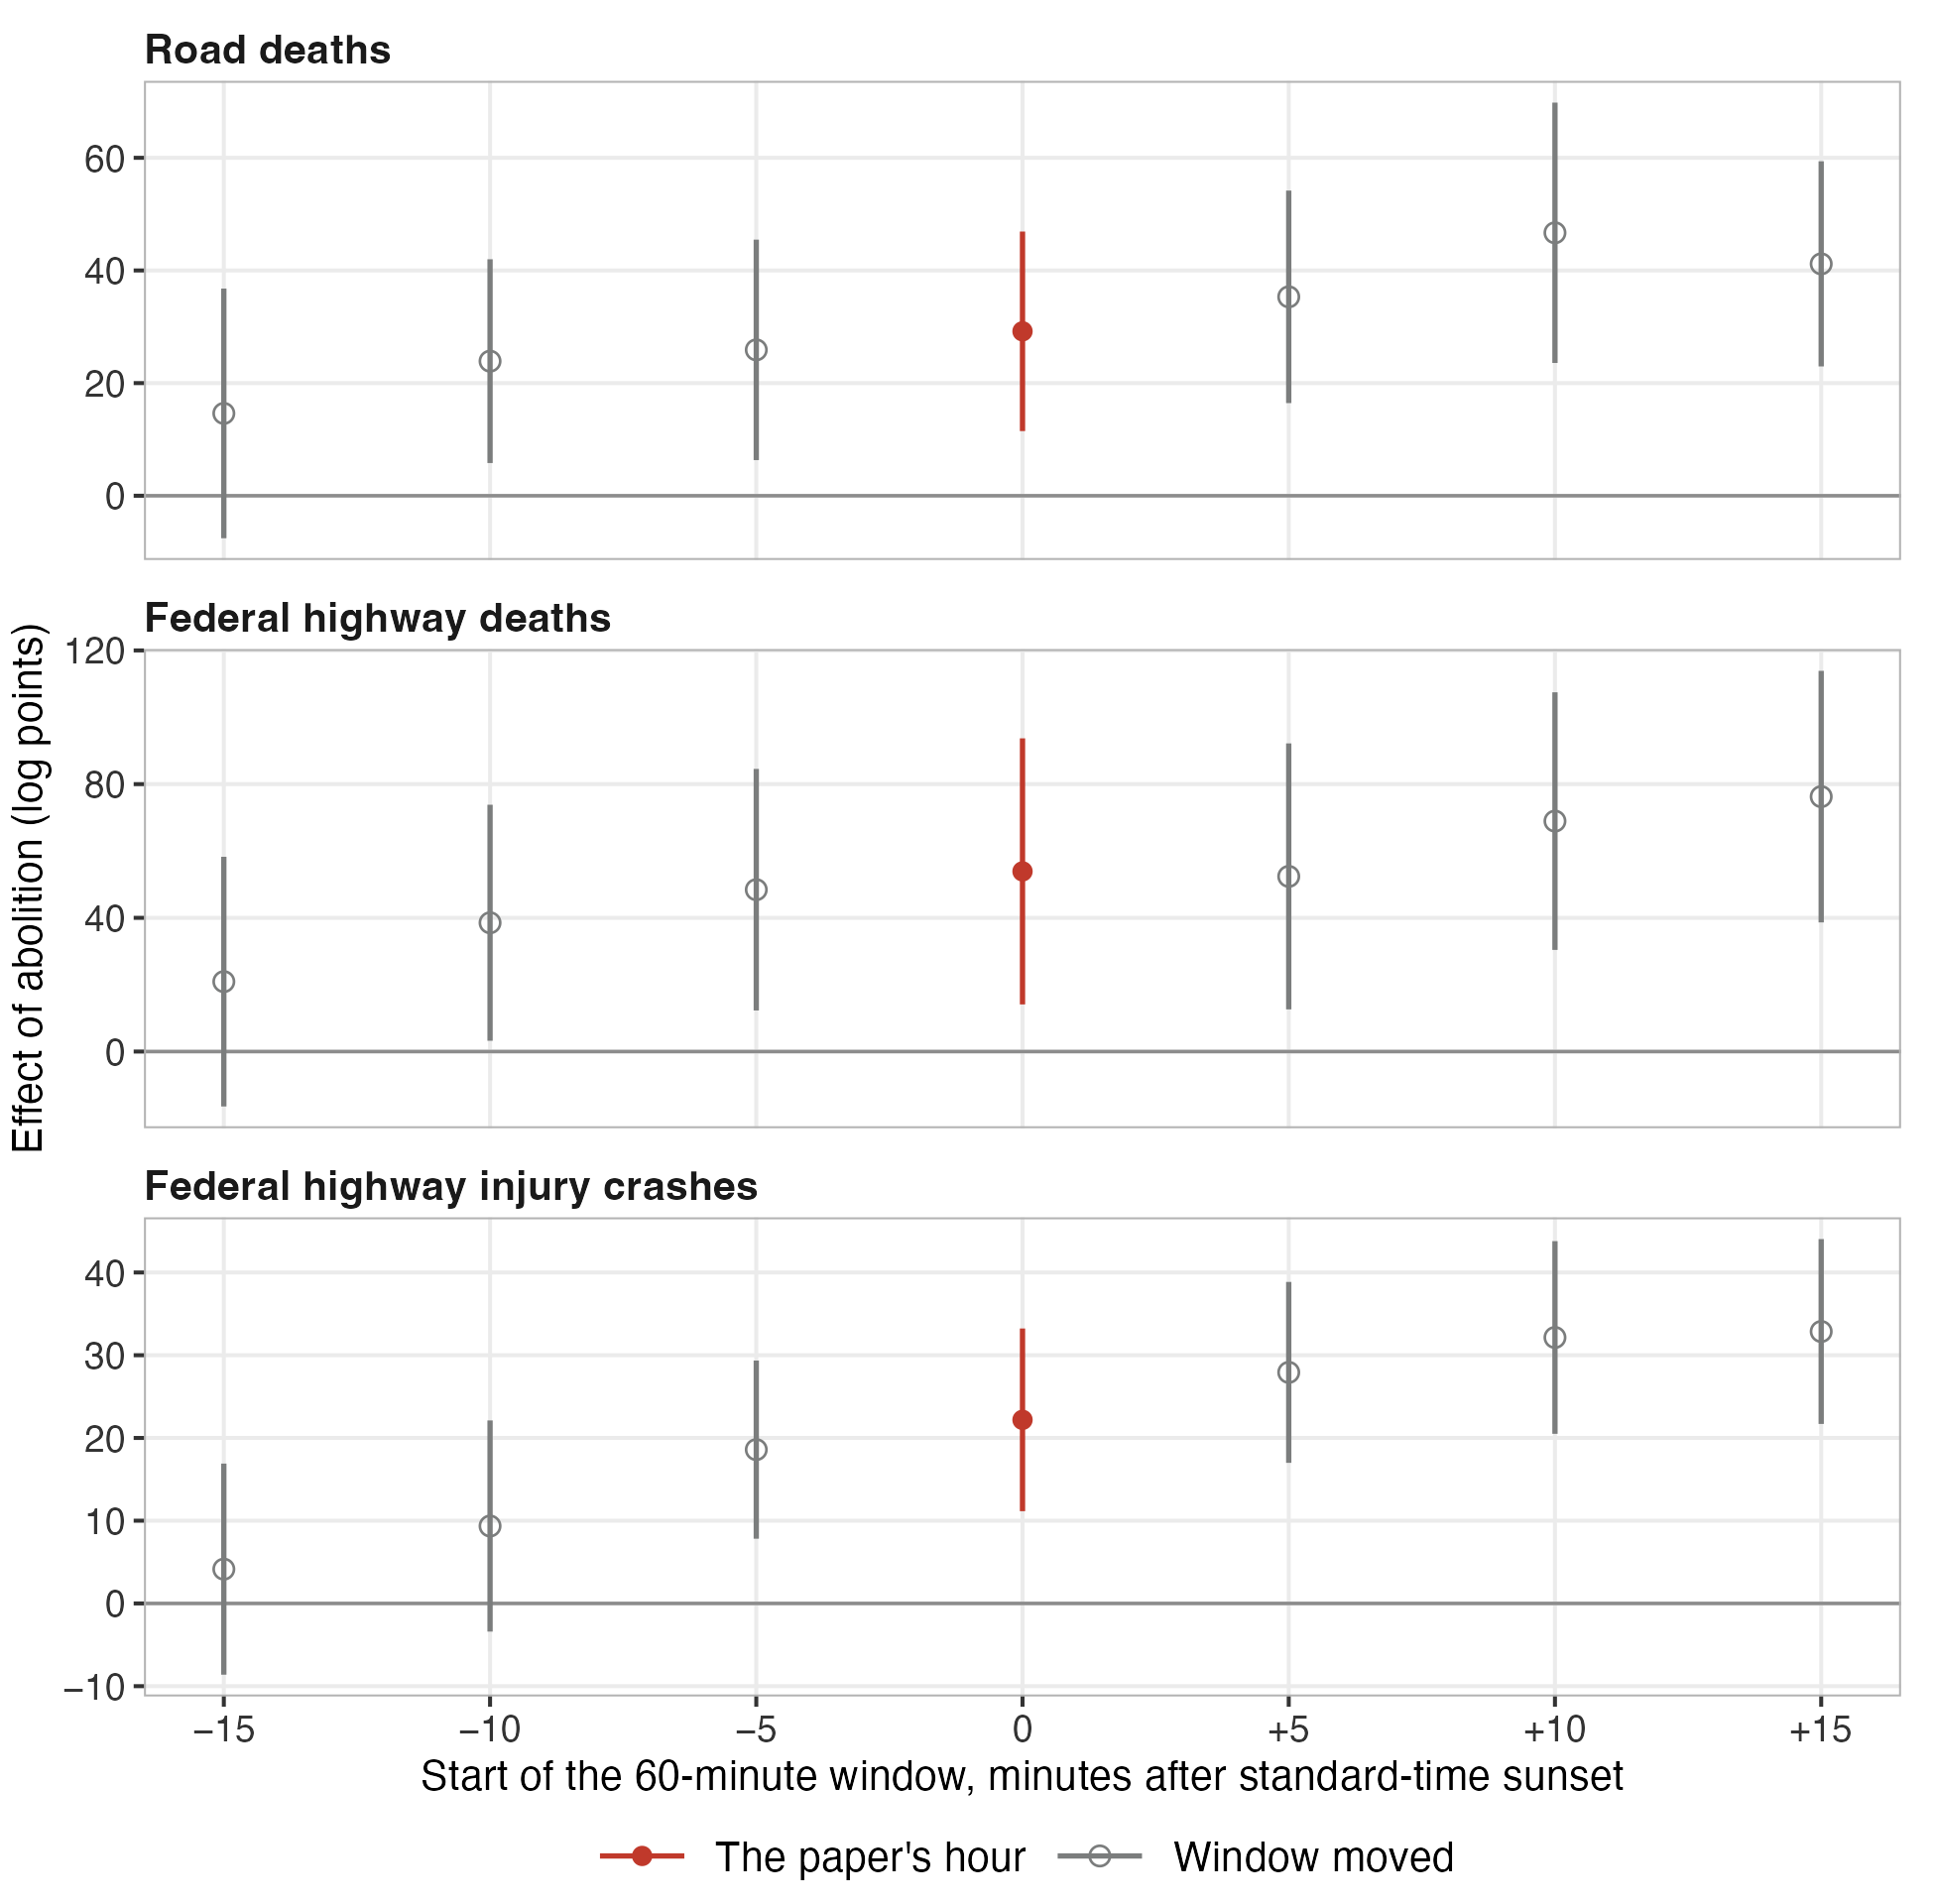 Road deaths
60
40
20
0
Federal highway deaths
120
80
40
0
Effect of abolition (log points)
Federal highway injury crashes
40
30
20
10
0
−10
−15 −10 −5 0 +5 +10 +15
Start of the 60-minute window, minutes after standard-time sunset
The paper's hour Window moved